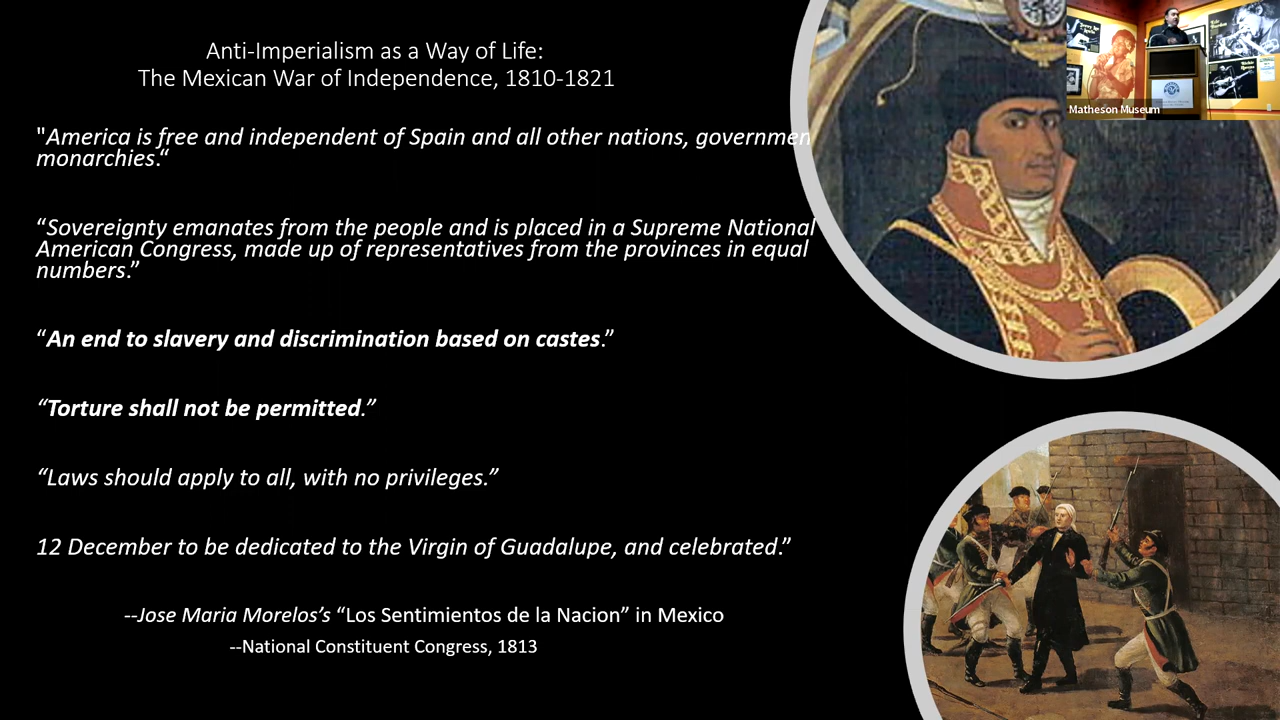 Anti-Imperialism as a Way of Life:
The Mexican War of Independence, 1810-1821
"America is free and independent of Spain and all other nations, governmen
monarchies.“
“Sovereignty emanates from the people and is placed in a Supreme National
American Congress, made up of representatives from the provinces in equal
numbers.”
“An end to slavery and discrimination based on castes.”
“Torture shall not be permitted.”
“Laws should apply to all, with no privileges.”
12 December to be dedicated to the Virgin of Guadalupe, and celebrated.”
--Jose Maria Morelos’s “Los Sentimientos de la Nacion” in Mexico
--National Constituent Congress, 1813
Matheson Museum